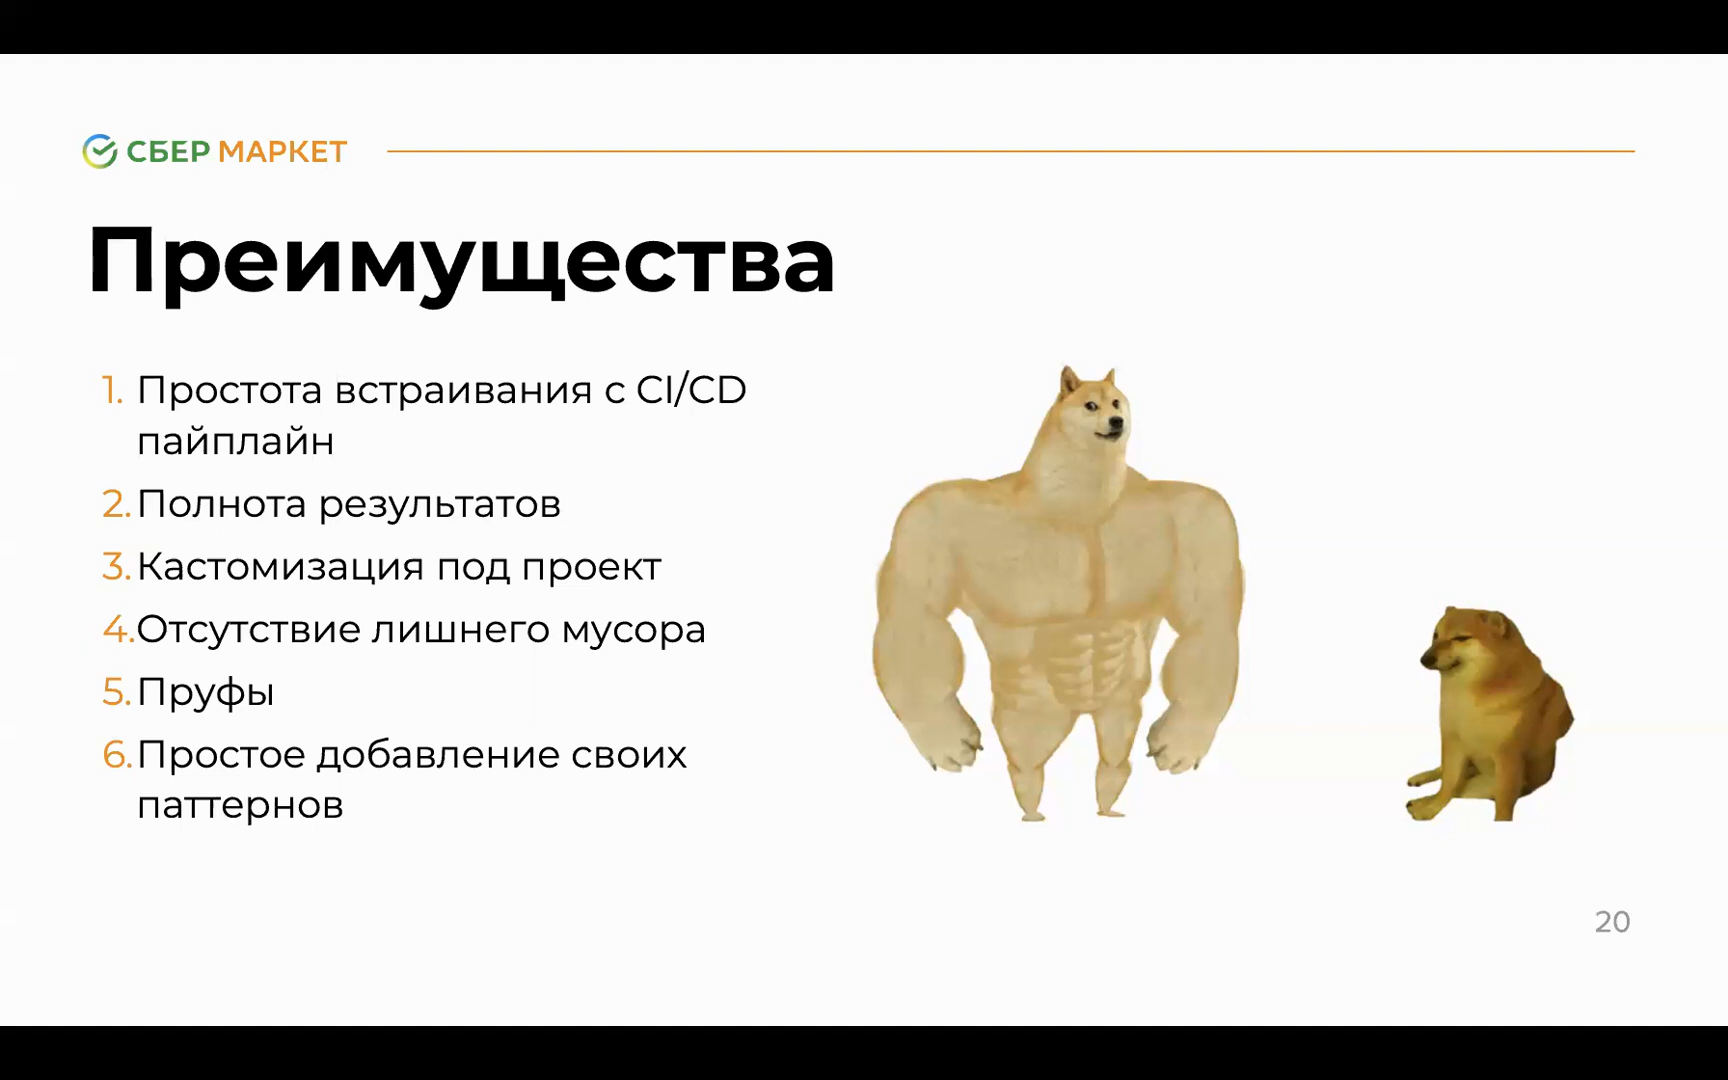 СБЕР МАРКЕТ
Преимущества
1. Простота встраивания с CI/CD
пайплайн
2. Полнота результатов
3. Кастомизация под проект
4. Отсутствие лишнего мусора
5. Пруфы
6. Простое добавление своих
паттернов
20